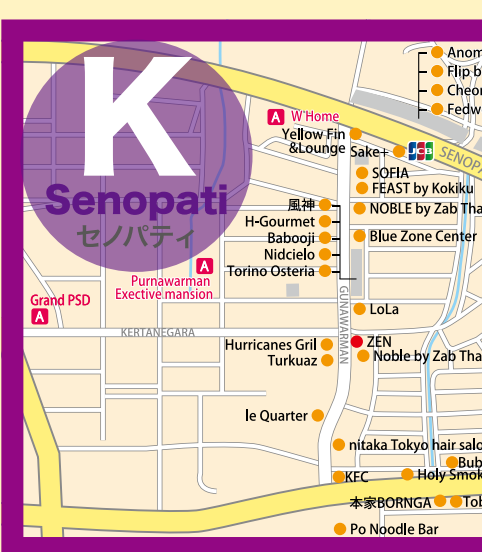 K
Senopati
セノパティ
Anom
Flip b
Cheon
Fedw
A W'Home
Yellow Fin
&Lounge
Sake+
JCB
SENOP
SOFIA
FEAST by Kokiku
風神
NOBLE by Zab Tha
H-Gourmet
Babooji
Blue Zone Center
Nidcielo
Torino Osteria
A
Purnawarman
Exective mansion
Grand PSD
A
GUNAWARMAN
LoLa
KERTANEGARA
Hurricanes Gril
ZEN
Turkuaz
Noble by Zab Tha
le Quarter
nitaka Tokyo hair salo
Bub
KFC
Holy Smok
本家BORNGA
Tob
Po Noodle Bar